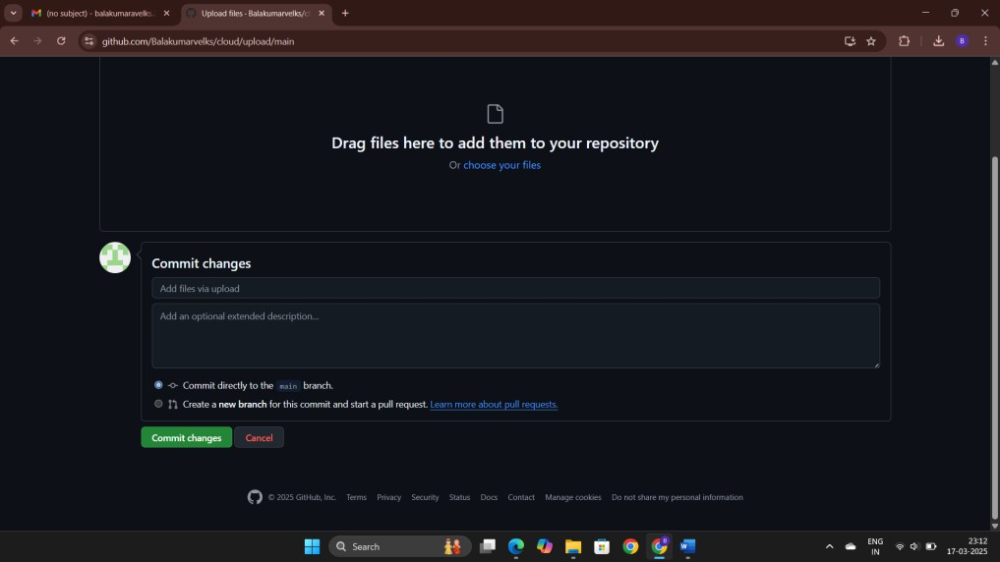 (no subject) - balakumaravelks.
Upload files · Balakumarvelks/c
github.com/Balakumarvelks/cloud/upload/main
B
Drag files here to add them to your repository
Or choose your files
Commit changes
Add files via upload
Add an optional extended description...
Commit directly to the main branch.
Create a new branch for this commit and start a pull request. Learn more about pull requests.
Commit changes
Cancel
© 2025 GitHub, Inc.
Terms
Privacy
Security
Status
Docs
Contact
Manage cookies
Do not share my personal information
Search
ENG
IN
23:12
17-03-2025